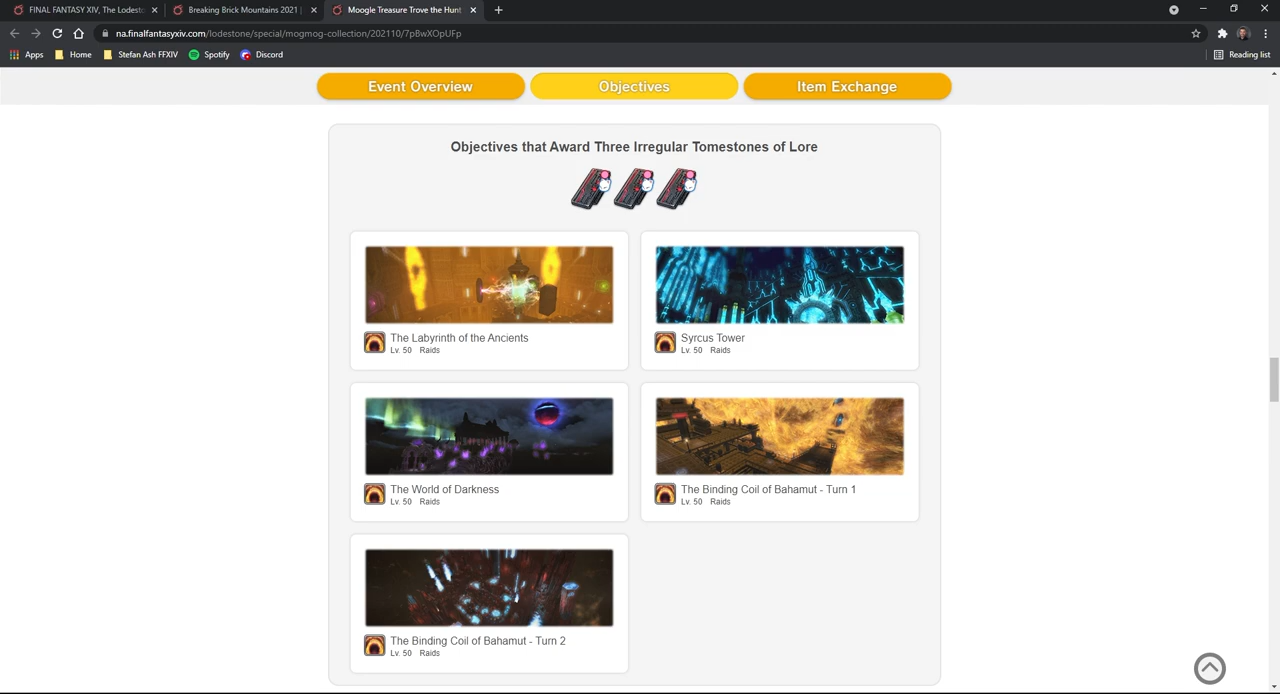 FINAL FANTASY XIV, The Lodesto
Breaking Brick Mountains 2021 |
Moogle Treasure Trove the Hunt
na.finalfantasyxiv.com/lodestone/special/mogmog-collection/202110/7pBwXOpUFp
Apps Home Stefan Ash FFXIV Spotify Discord Reading list
Event Overview Objectives Item Exchange
Objectives that Award Three Irregular Tomestones of Lore
The Labyrinth of the Ancients
Lv. 50 Raids
Syrcus Tower
Lv. 50 Raids
The World of Darkness
Lv. 50 Raids
The Binding Coil of Bahamut - Turn 1
Lv. 50 Raids
The Binding Coil of Bahamut - Turn 2
Lv. 50 Raids